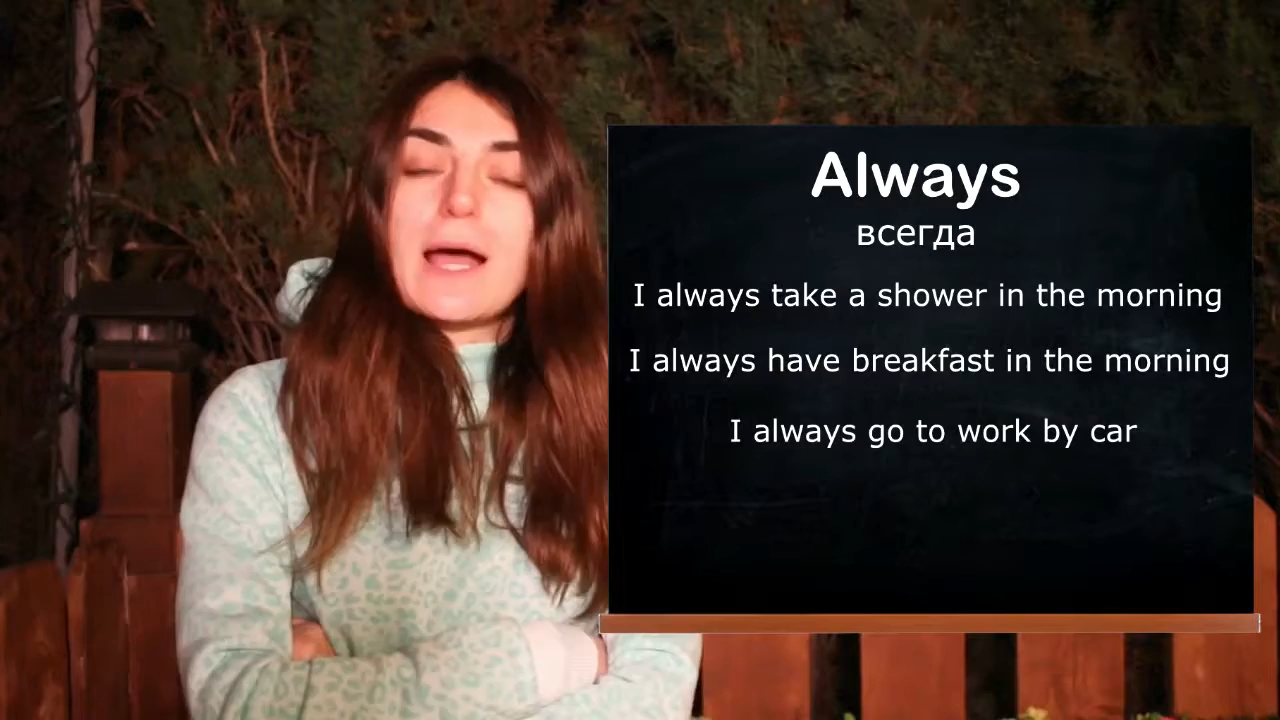 Always
всегда
I always take a shower in the morning
I always have breakfast in the morning
I always go to work by car